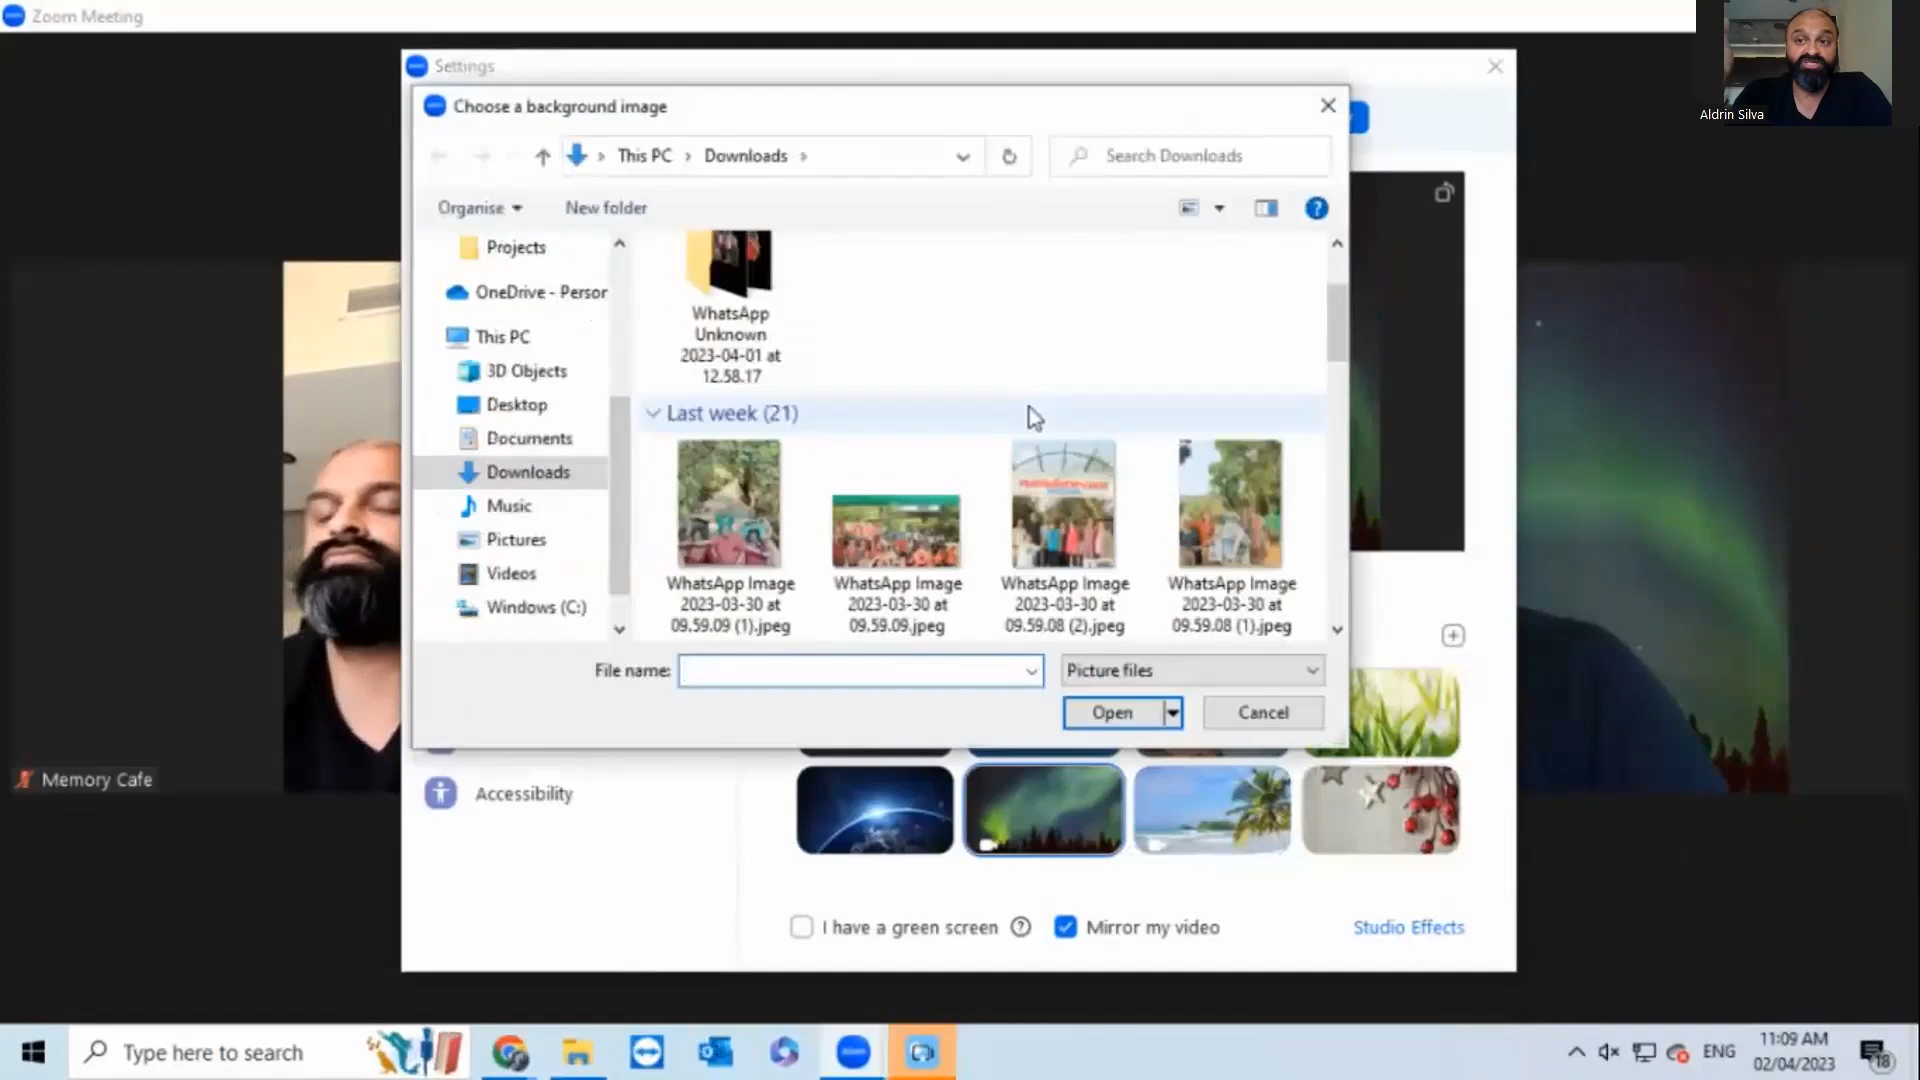 Zoom Meeting
Aldrin Silva
Settings
Choose a background image
This PC > Downloads >
Search Downloads
Organise
New folder
Projects
OneDrive - Person
This PC
3D Objects
Desktop
Documents
Downloads
Music
Pictures
Videos
Windows (C:)
WhatsApp
Unknown
2023-04-01 at
12.58.17
Last week (21)
WhatsApp Image
2023-03-30 at
09.59.09 (1).jpeg
WhatsApp Image
2023-03-30 at
09.59.09.jpeg
WhatsApp Image
2023-03-30 at
09.59.08 (2).jpeg
WhatsApp Image
2023-03-30 at
09.59.08 (1).jpeg
File name:
Picture files
Open
Cancel
Memory Cafe
Accessibility
I have a green screen
Mirror my video
Studio Effects
Type here to search
zoom
ENG
11:09 AM
02/04/2023
18